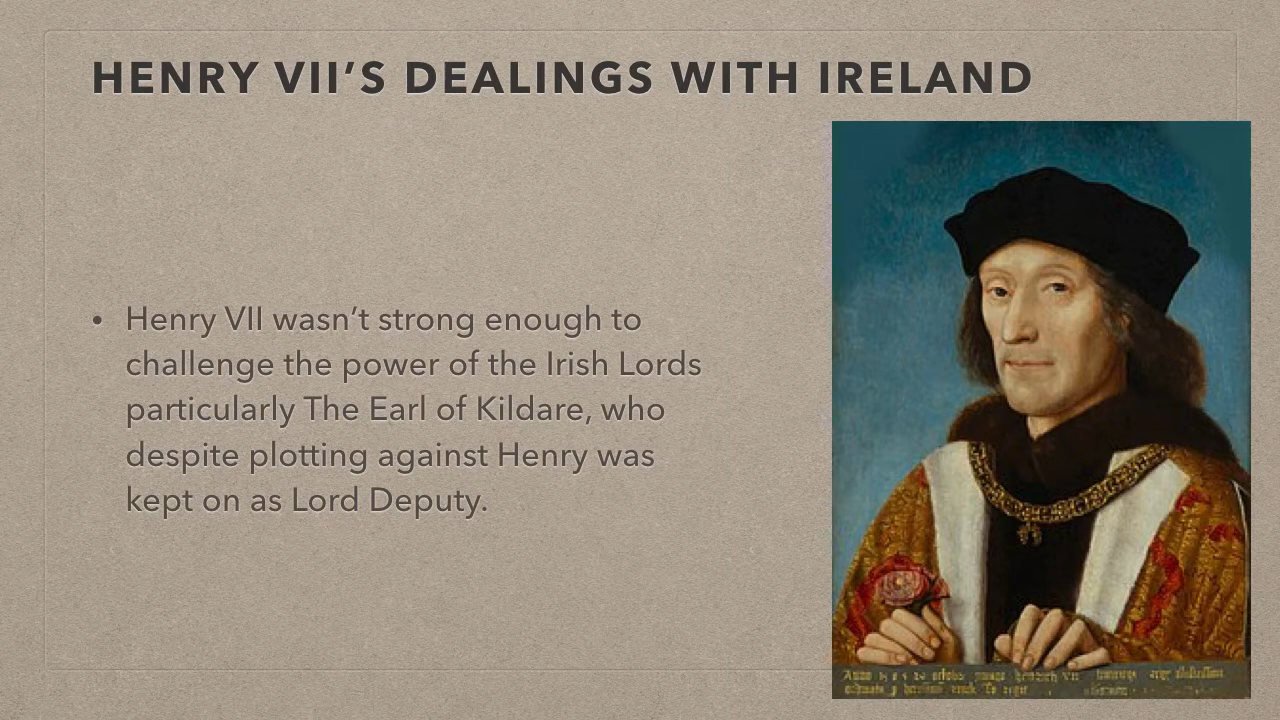 HENRY VII’S DEALINGS WITH IRELAND
• Henry VII wasn’t strong enough to
challenge the power of the Irish Lords
particularly The Earl of Kildare, who
despite plotting against Henry was
kept on as Lord Deputy.